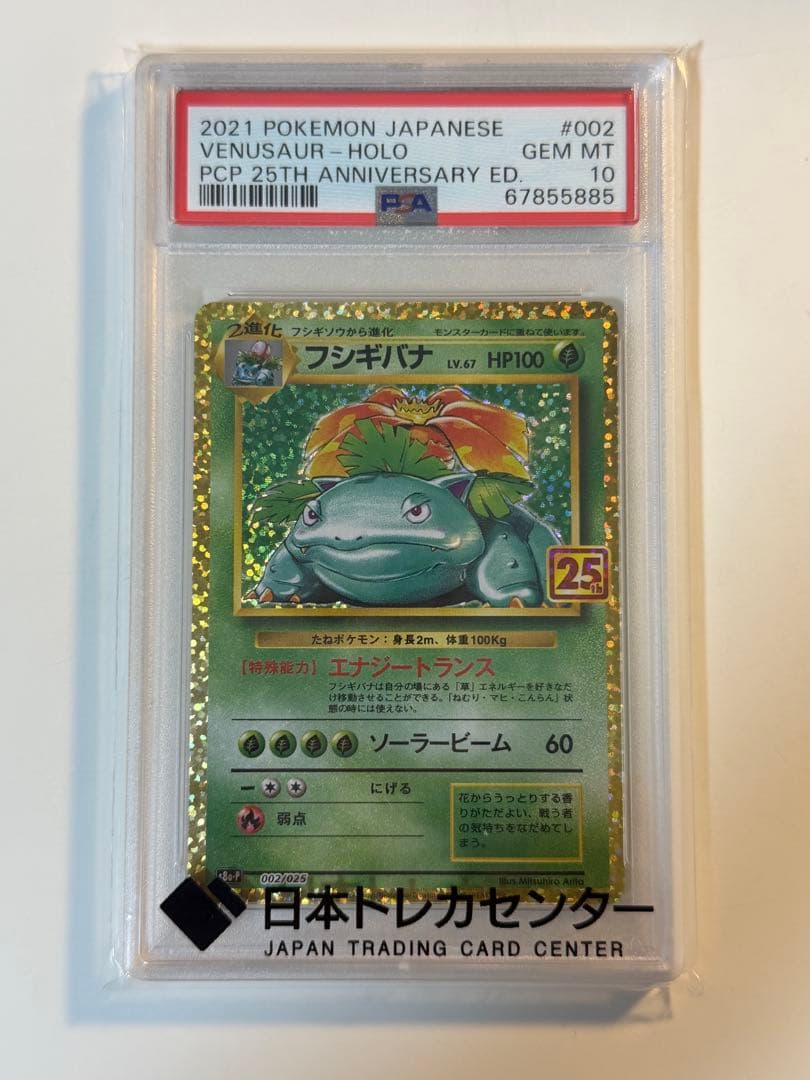 2021 POKEMON JAPANESE #002
VENUSAUR-HOLO GEM MT
PCP 25TH ANNIVERSARY ED. 10
PSA 67855885
2進化 フシギソウから進化 モンスターカードに重ねて使います。
フシギバナ LV.67 HP100
25th
たねポケモン：身長2m、体重100Kg
［特殊能力］ エナジートランス
フシギバナは自分の場にある「草」エネルギーを好きなだ
け移動させることができる。「ねむり・マヒ・こんらん」状
態の時には使えない。
ソーラービーム 60
にげる
弱点
花からうっとりする香
りがただよい、戦う者
の気持ちをなだめてし
まう。
s8a-P 002/025 Illus.Mitsuhiro Arita
日本トレカセンター
JAPAN TRADING CARD CENTER